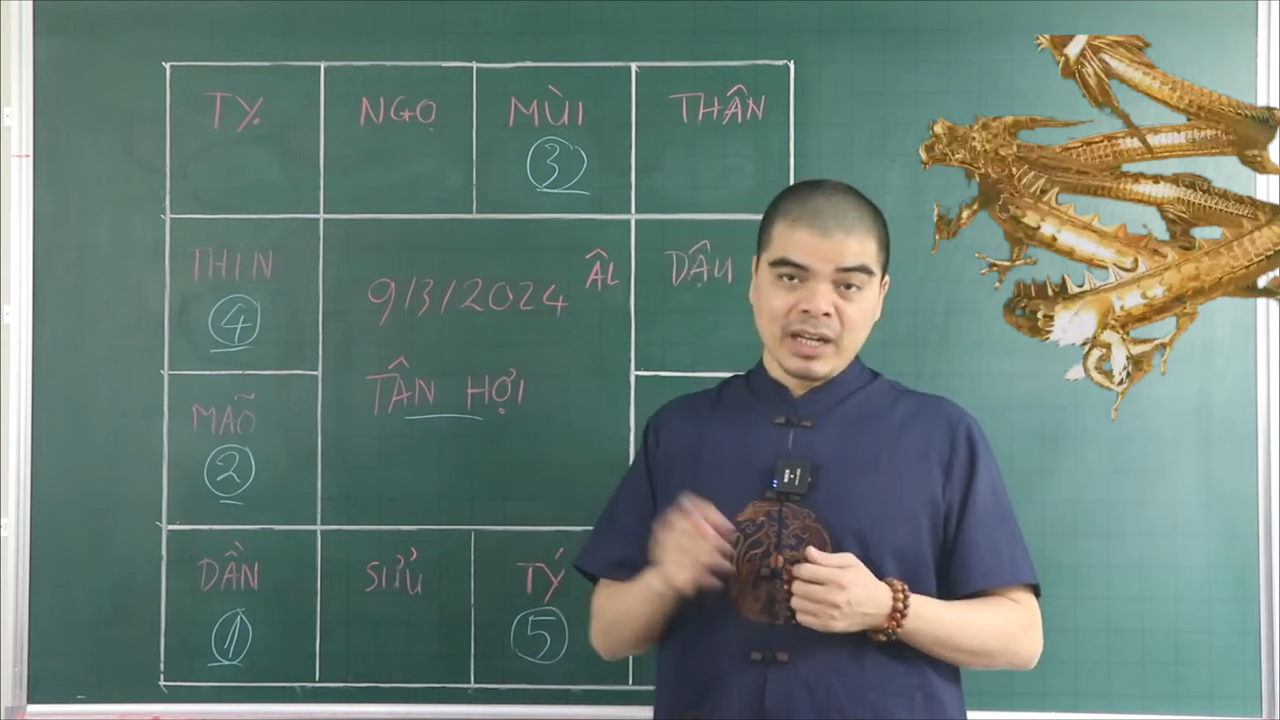 TỴ NGỌ MÙI THÂN
3
THÌN ÂL DẬU
9/3/2024
4
TÂN HỢI
MÃO
2
DẦN SỬU TÝ
1 5